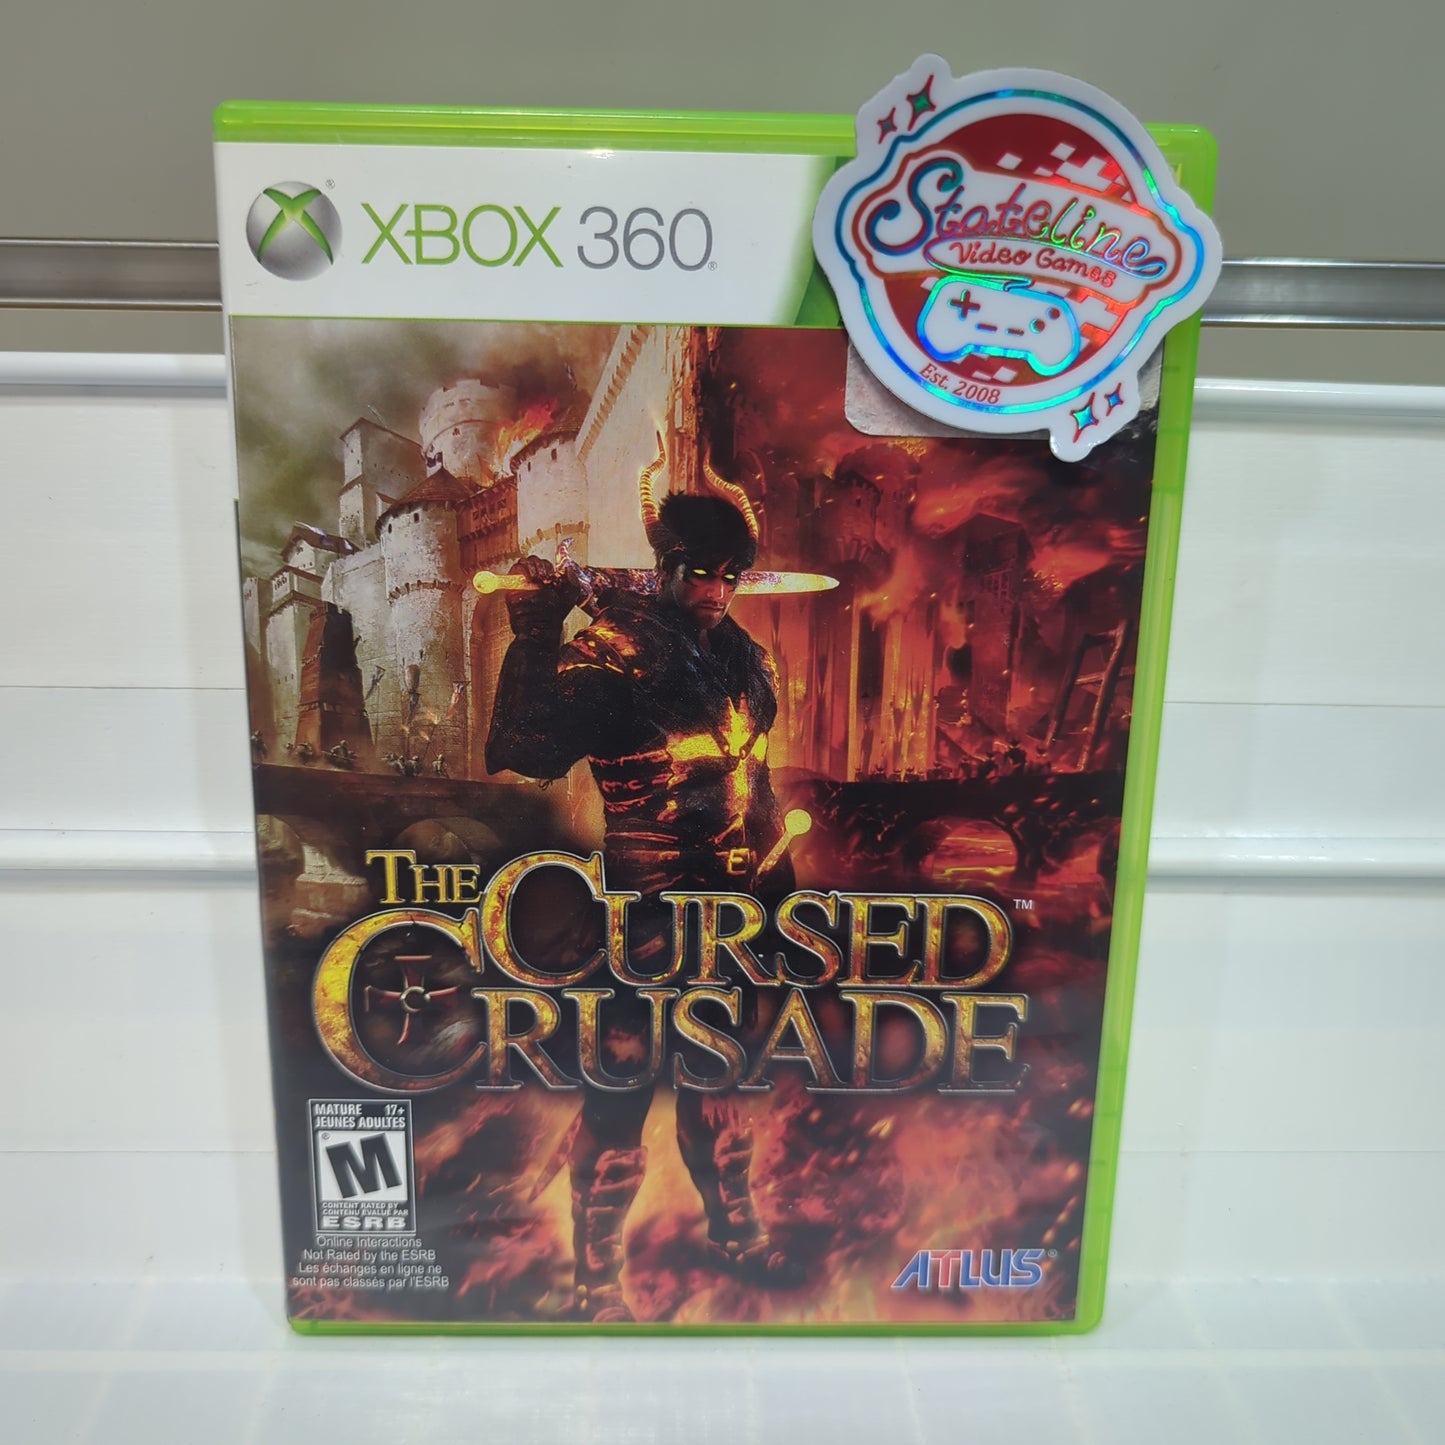 XBOX 360®
Stateline
Video Games
Est. 2008
THE CURSED™
CRUSADE
MATURE 17+
JEUNES ADULTES
M®
CONTENT RATED BY
CONTENU ÉVALUÉ PAR
ESRB
Online Interactions
Not Rated by the ESRB
Les échanges en ligne ne
sont pas classés par l'ESRB
ATLUS®